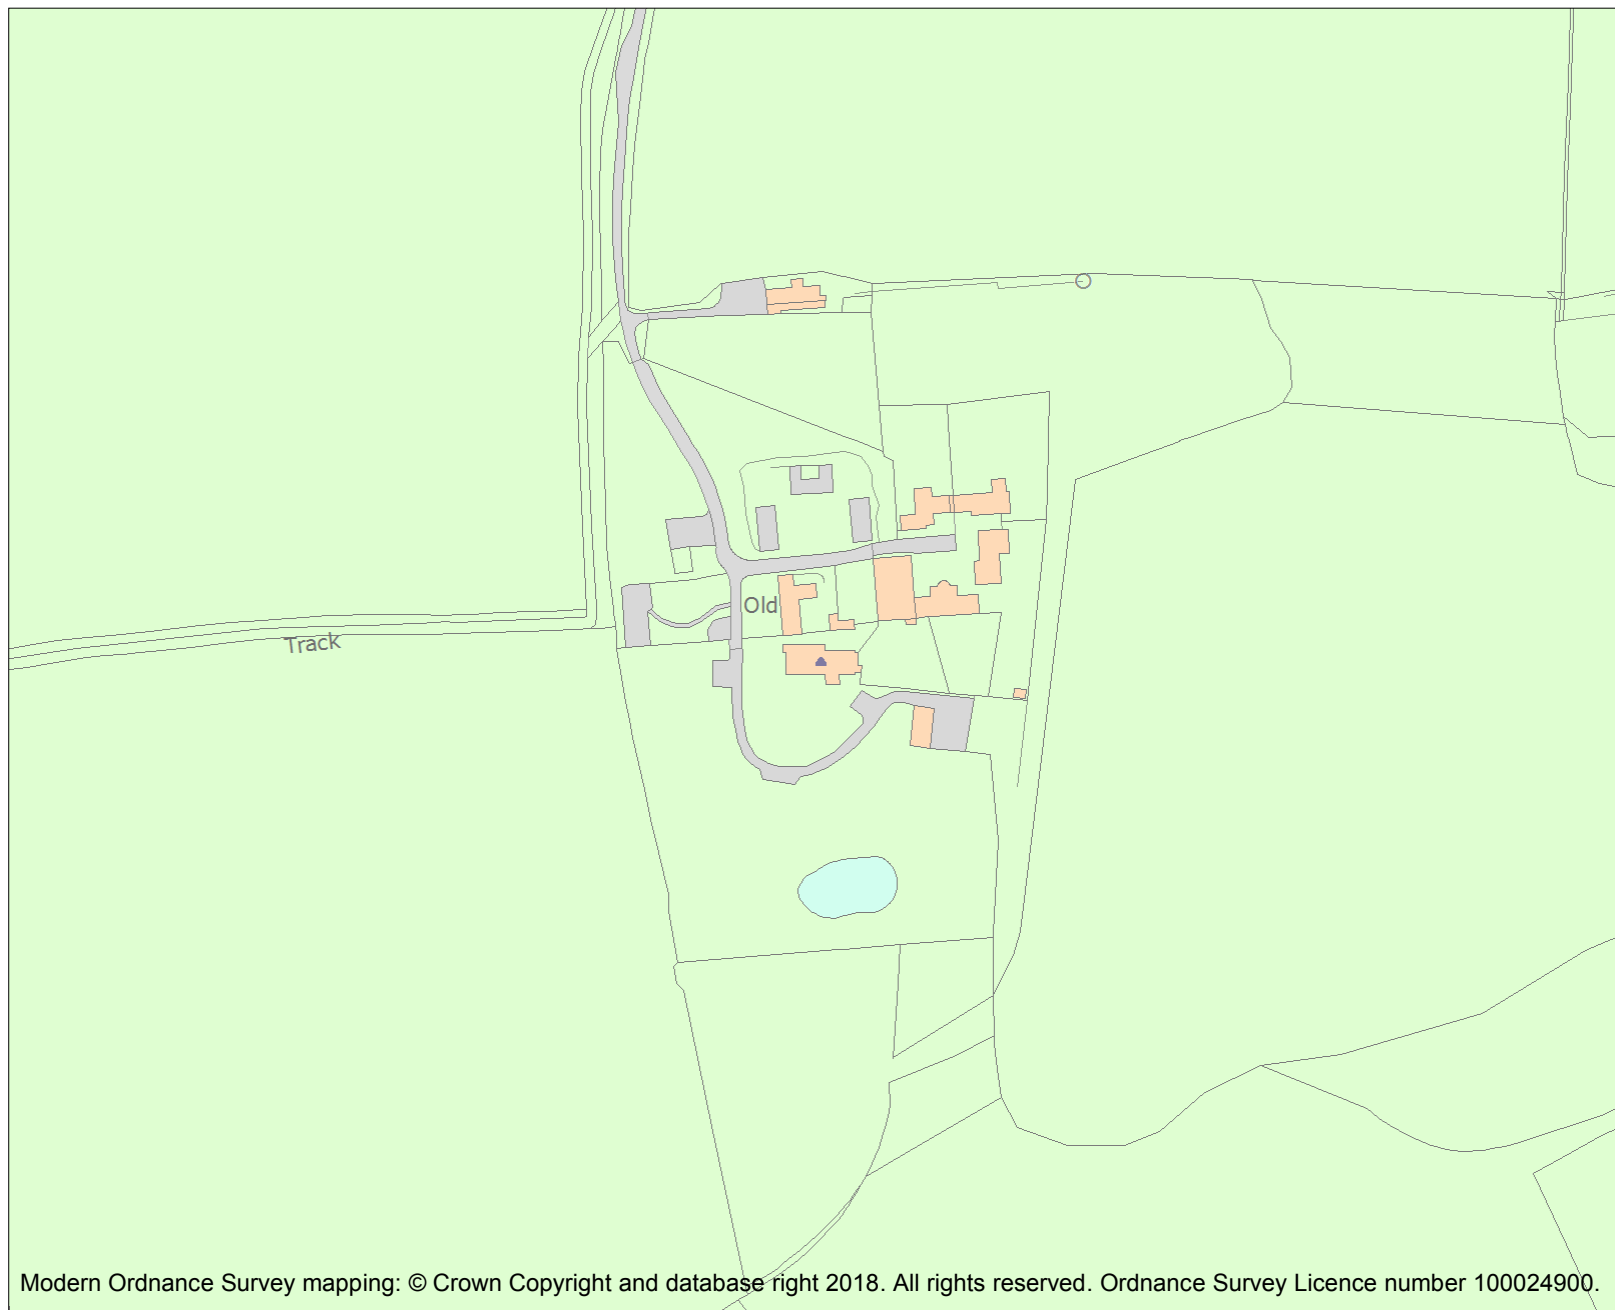 Old
Track
Modern Ordnance Survey mapping: © Crown Copyright and database right 2018. All rights reserved. Ordnance Survey Licence number 100024900.